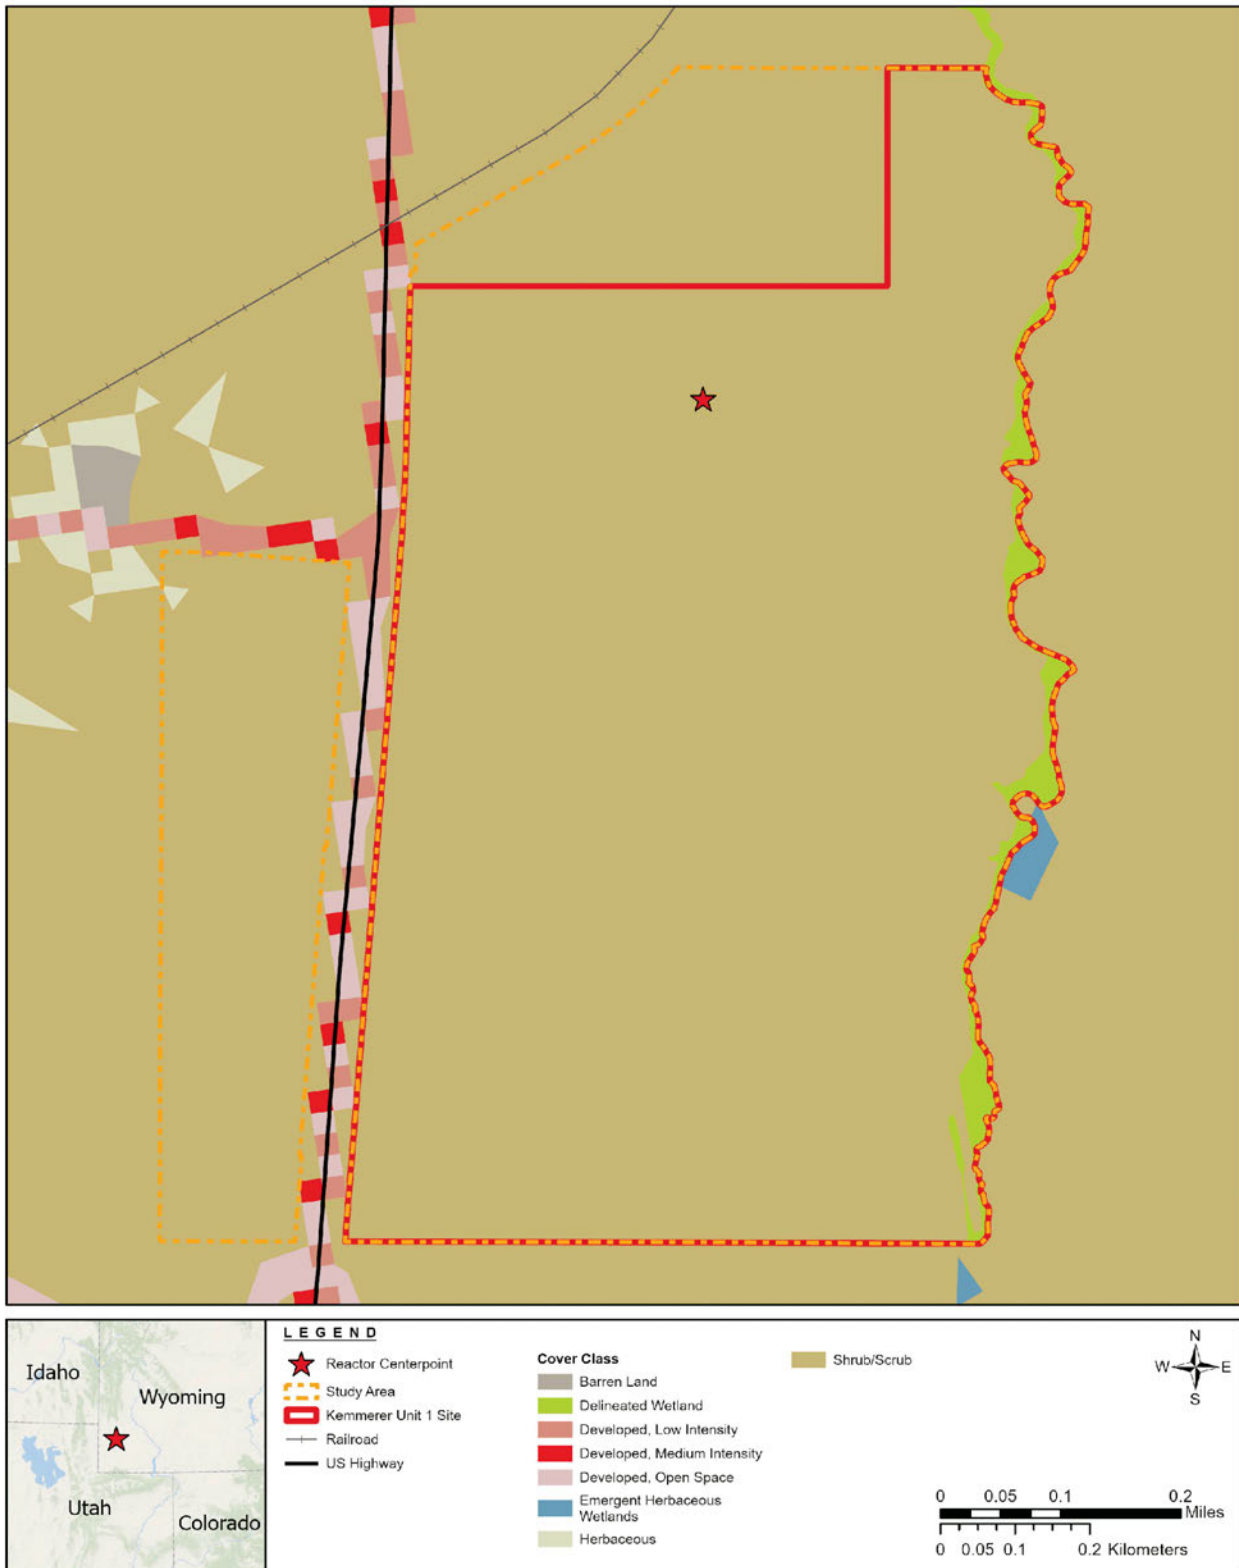 Idaho
Wyoming
Utah
Colorado
LEGEND
Reactor Centerpoint
Study Area
Kemmerer Unit 1 Site
Railroad
US Highway
Cover Class
Barren Land
Delineated Wetland
Developed, Low Intensity
Developed, Medium Intensity
Developed, Open Space
Emergent Herbaceous
Wetlands
Herbaceous
Shrub/Scrub
N
W E
S
0 0.05 0.1 0.2
Miles
0 0.05 0.1 0.2 Kilometers